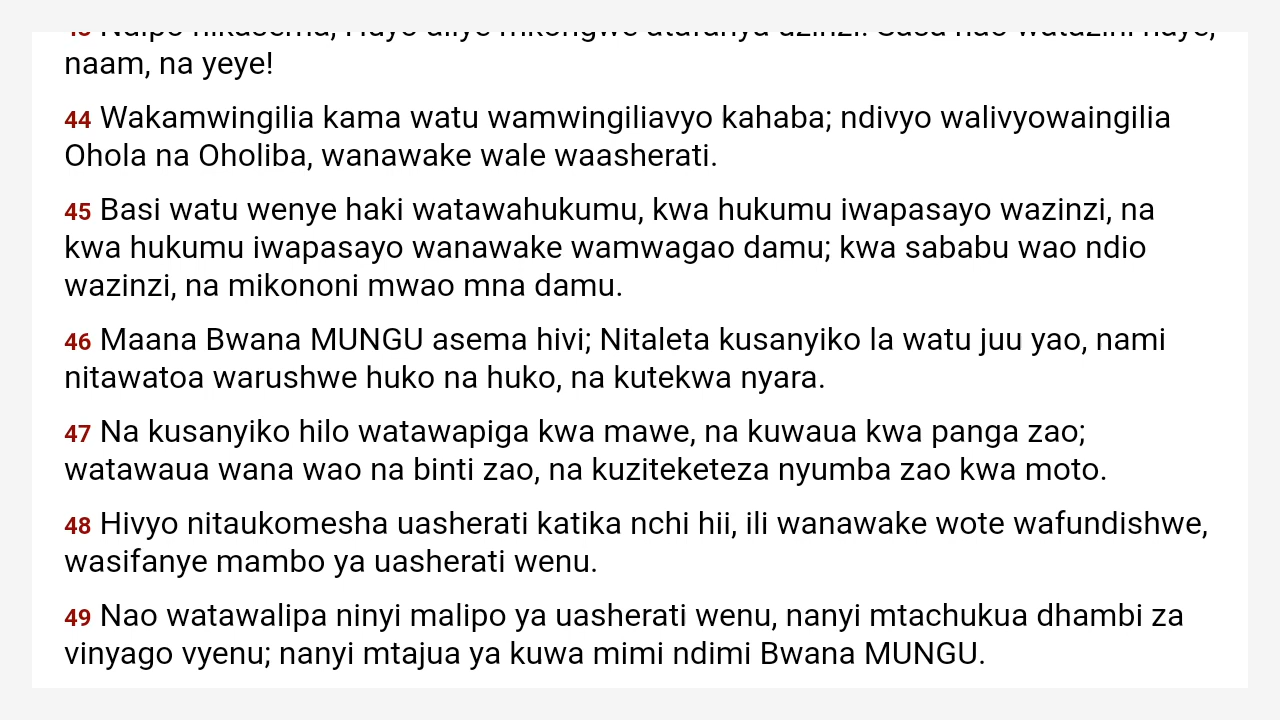 naam, na yeye!
44 Wakamwingilia kama watu wamwingiliavyo kahaba; ndivyo walivyowaingilia
Ohola na Oholiba, wanawake wale waasherati.
45 Basi watu wenye haki watawahukumu, kwa hukumu iwapasayo wazinzi, na
kwa hukumu iwapasayo wanawake wamwagao damu; kwa sababu wao ndio
wazinzi, na mikononi mwao mna damu.
46 Maana Bwana MUNGU asema hivi; Nitaleta kusanyiko la watu juu yao, nami
nitawatoa warushwe huko na huko, na kutekwa nyara.
47 Na kusanyiko hilo watawapiga kwa mawe, na kuwaua kwa panga zao;
watawaua wana wao na binti zao, na kuziteketeza nyumba zao kwa moto.
48 Hivyo nitaukomesha uasherati katika nchi hii, ili wanawake wote wafundishwe,
wasifanye mambo ya uasherati wenu.
49 Nao watawalipa ninyi malipo ya uasherati wenu, nanyi mtachukua dhambi za
vinyago vyenu; nanyi mtajua ya kuwa mimi ndimi Bwana MUNGU.